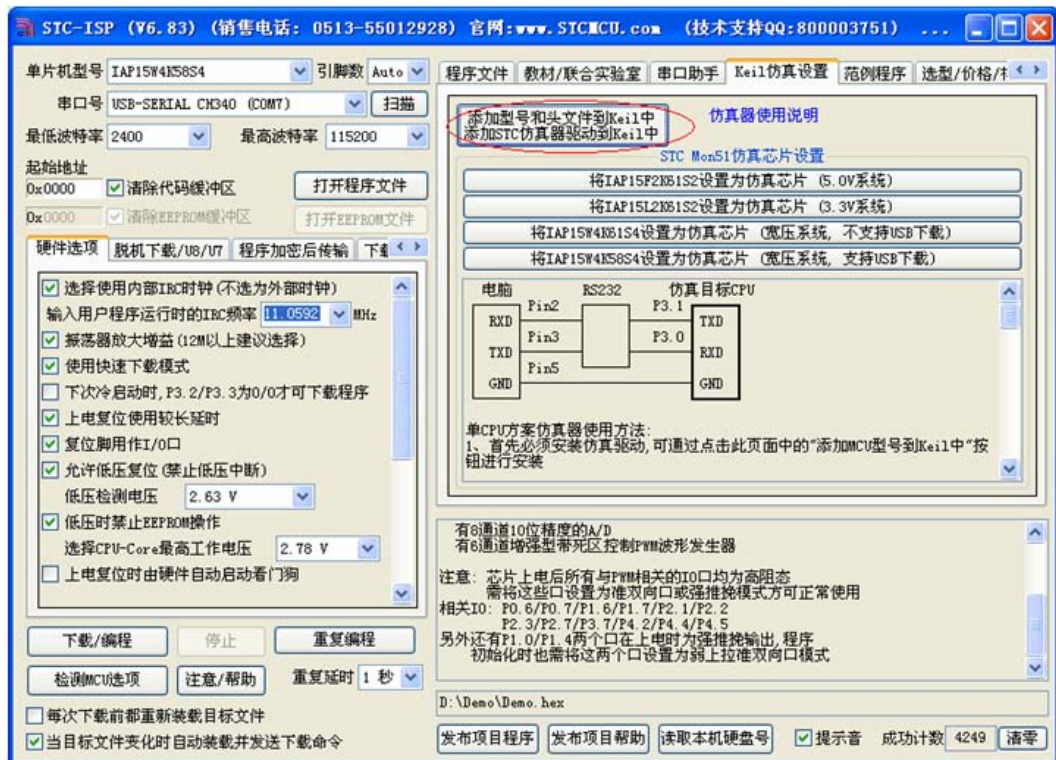 STC-ISP (V6.83) (销售电话: 0513-55012928) 官网:www.STCMCU.com (技术支持QQ:800003751) ...
单片机型号 IAP15W4K58S4 引脚数 Auto
串口号 USB-SERIAL CH340 (COM7) 扫描
最低波特率 2400 最高波特率 115200
起始地址
0x0000 清除代码缓冲区 打开程序文件
0x0000 清除EEPROM缓冲区 打开EEPROM文件
硬件选项 脱机下载/U8/U7 程序加密后传输
选择使用内部IRC时钟(不选为外部时钟)
输入用户程序运行时的IRC频率 11.0592 MHz
振荡器放大增益(12M以上建议选择)
使用快速下载模式
下次冷启动时,P3.2/P3.3为0/0才可下载程序
上电复位使用较长延时
复位脚用作I/O口
允许低压复位(禁止低压中断)
低压检测电压 2.63 V
低压时禁止EEPROM操作
选择CPU-Core最高工作电压 2.78 V
上电复位时由硬件自动启动看门狗
下载/编程 停止 重复编程
检测MCU选项 注意/帮助 重复延时 1 秒
每次下载前都重新装载目标文件
当目标文件变化时自动装载并发送下载命令
程序文件 教材/联合实验室 串口助手 Keil仿真设置 范例程序 选型/价格/
添加型号和头文件到Keil中
添加STC仿真器驱动到Keil中
仿真器使用说明
STC Mon51仿真芯片设置
将IAP15F2K61S2设置为仿真芯片 (5.0V系统)
将IAP15L2K61S2设置为仿真芯片 (3.3V系统)
将IAP15W4K61S4设置为仿真芯片 (宽压系统, 不支持USB下载)
将IAP15W4K58S4设置为仿真芯片 (宽压系统, 支持USB下载)
电脑 RS232 仿真目标CPU
Pin2 P3.1
RXD TXD
Pin3 P3.0
TXD RXD
Pin5
GND GND
单CPU方案仿真器使用方法:
1、首先必须安装仿真驱动,可通过点击此页面中的"添加MCU型号到Keil中"按
钮进行安装
有8通道10位精度的A/D
有6通道增强型带死区控制PWM波形发生器
注意: 芯片上电后所有与PWM相关的IO口均为高阻态
需将这些口设置为准双向口或强推挽模式方可正常使用
相关IO: P0.6/P0.7/P1.6/P1.7/P2.1/P2.2
P2.3/P2.7/P3.7/P4.2/P4.4/P4.5
另外还有P1.0/P1.4两个口在上电时为强推挽输出,程序
初始化时也需将这两个口设置为弱上拉准双向口模式
D:\Demo\Demo.hex
发布项目程序 发布项目帮助 读取本机硬盘号 提示音 成功计数 4249 清零